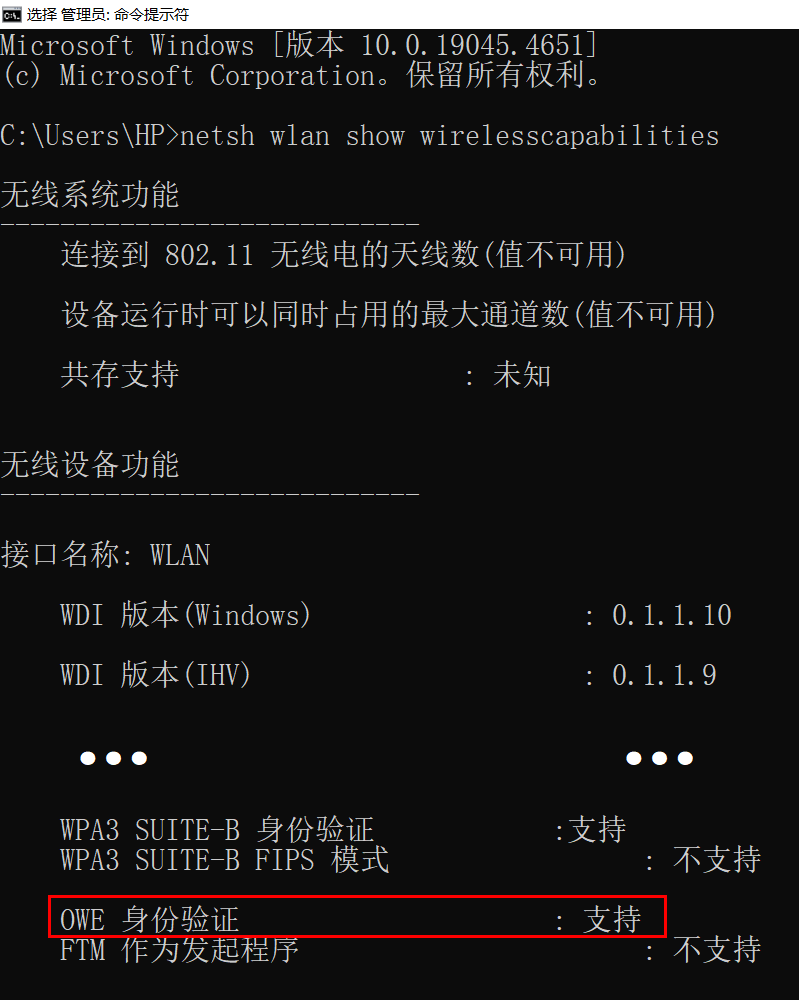 选择 管理员: 命令提示符
Microsoft Windows [版本 10.0.19045.4651]
(c) Microsoft Corporation。保留所有权利。
C:\Users\HP>netsh wlan show wirelesscapabilities
无线系统功能
----------------------------
连接到 802.11 无线电的天线数(值不可用)
设备运行时可以同时占用的最大通道数(值不可用)
共存支持 : 未知
无线设备功能
----------------------------
接口名称: WLAN
WDI 版本(Windows) : 0.1.1.10
WDI 版本(IHV) : 0.1.1.9
••• •••
WPA3 SUITE-B 身份验证 :支持
WPA3 SUITE-B FIPS 模式 : 不支持
OWE 身份验证 : 支持
FTM 作为发起程序 : 不支持